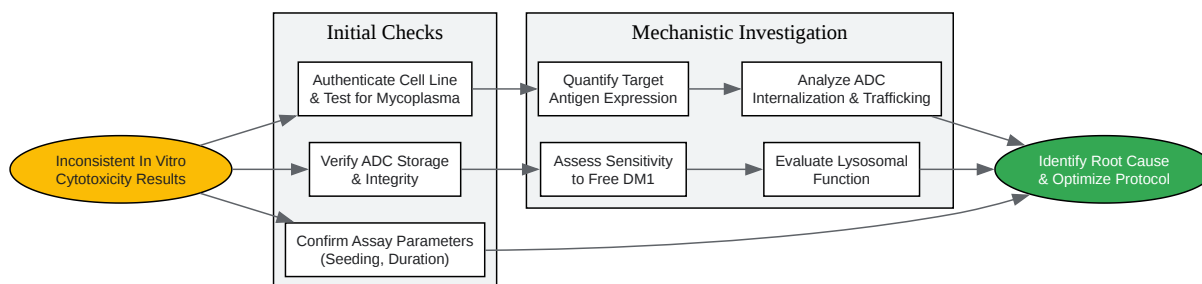 Initial Checks
Mechanistic Investigation
Inconsistent In Vitro
Cytotoxicity Results
Authenticate Cell Line
& Test for Mycoplasma
Quantify Target
Antigen Expression
Analyze ADC
Internalization & Trafficking
Verify ADC Storage
& Integrity
Assess Sensitivity
to Free DM1
Evaluate Lysosomal
Function
Confirm Assay Parameters
(Seeding, Duration)
Identify Root Cause
& Optimize Protocol